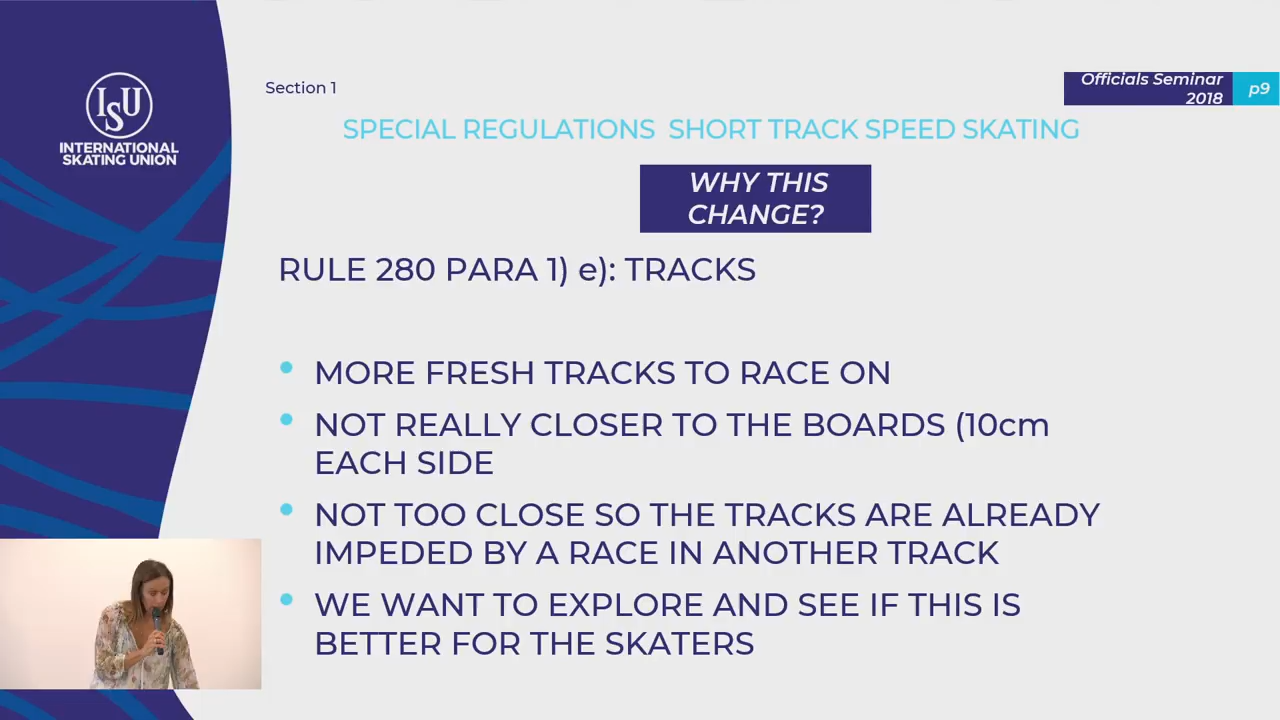 ISU
INTERNATIONAL
SKATING UNION
Section 1
Officials Seminar
2018
p9
SPECIAL REGULATIONS SHORT TRACK SPEED SKATING
WHY THIS
CHANGE?
RULE 280 PARA 1) e): TRACKS
• MORE FRESH TRACKS TO RACE ON
• NOT REALLY CLOSER TO THE BOARDS (10cm
EACH SIDE
• NOT TOO CLOSE SO THE TRACKS ARE ALREADY
IMPEDED BY A RACE IN ANOTHER TRACK
• WE WANT TO EXPLORE AND SEE IF THIS IS
BETTER FOR THE SKATERS